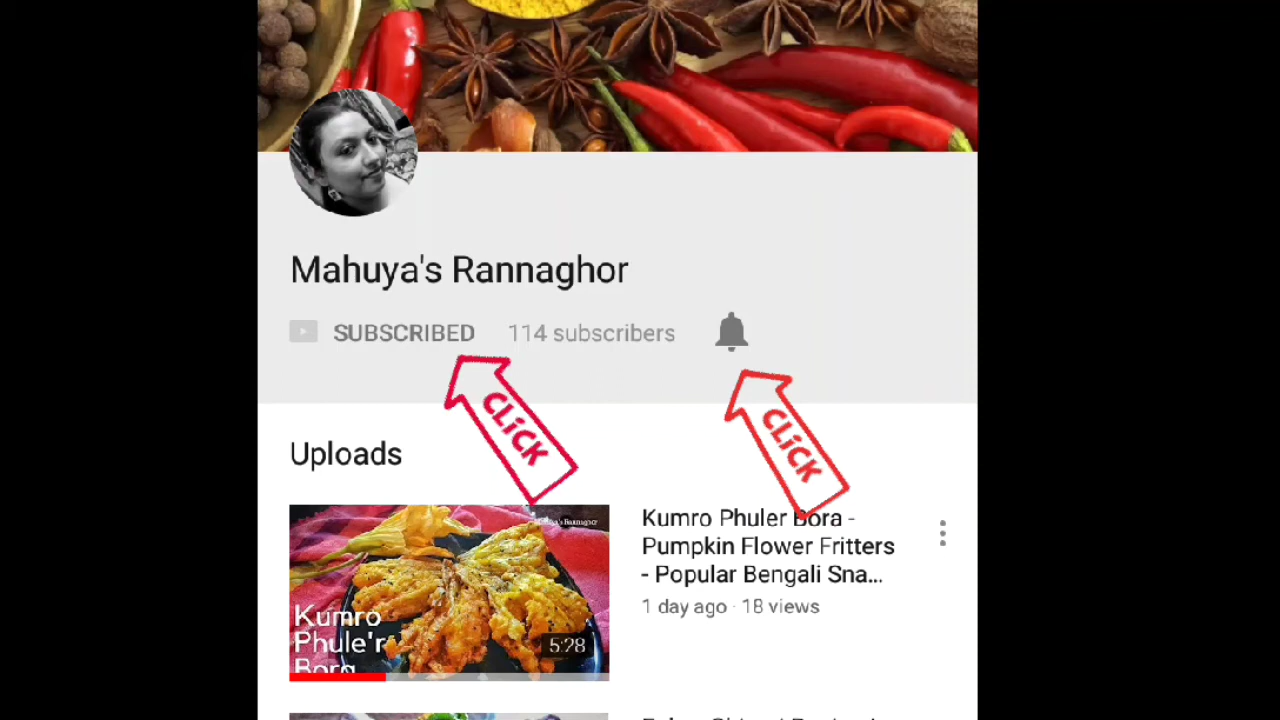 Mahuya's Rannaghor
SUBSCRIBED 114 subscribers
CLiCK
CLiCK
Uploads
Kumro
Phule'r
Bora
5:28
Kumro Phuler Bora -
Pumpkin Flower Fritters
- Popular Bengali Sna...
1 day ago · 18 views